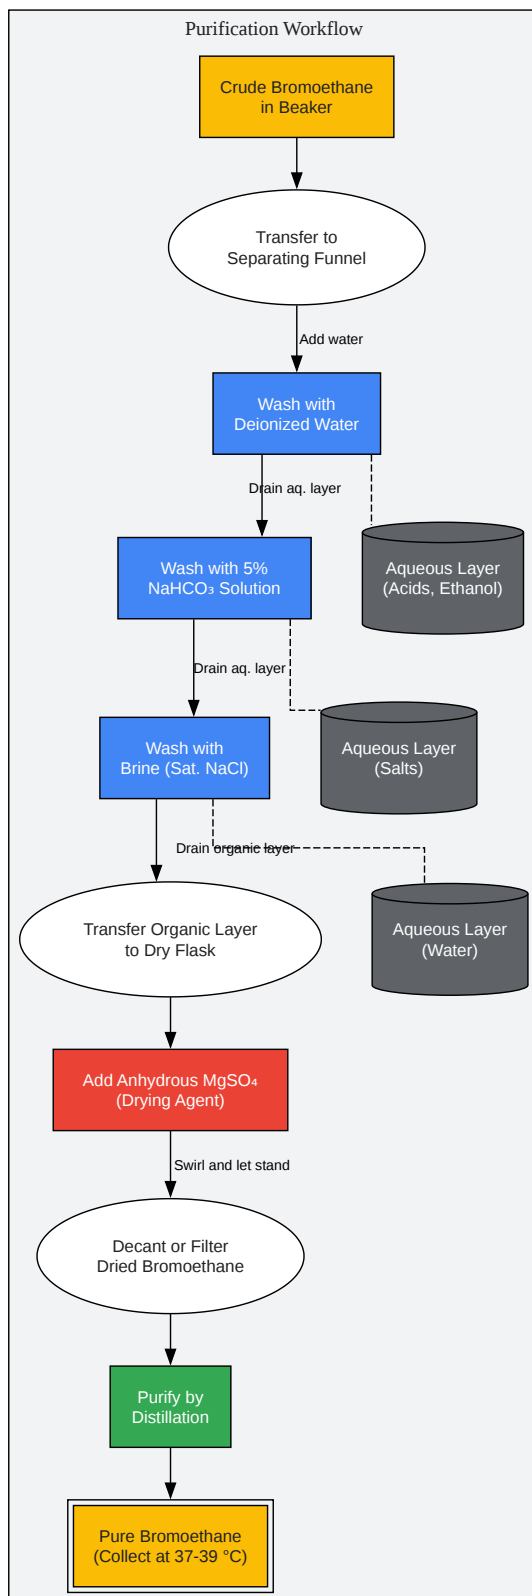 Purification Workflow
Crude Bromoethane
in Beaker
Transfer to
Separating Funnel
Add water
Wash with
Deionized Water
Drain aq. layer
Aqueous Layer
(Acids, Ethanol)
Wash with 5%
NaHCO₃ Solution
Drain aq. layer
Aqueous Layer
(Salts)
Wash with
Brine (Sat. NaCl)
Drain organic layer
Aqueous Layer
(Water)
Transfer Organic Layer
to Dry Flask
Add Anhydrous MgSO₄
(Drying Agent)
Swirl and let stand
Decant or Filter
Dried Bromoethane
Purify by
Distillation
Pure Bromoethane
(Collect at 37-39 °C)